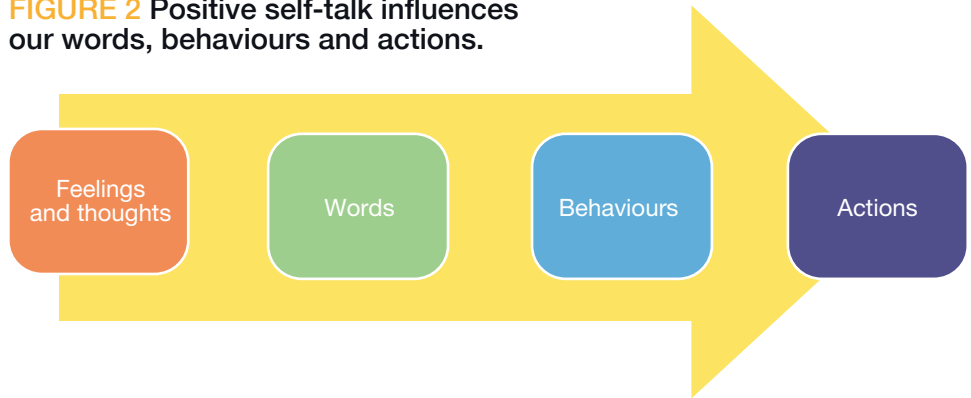 FIGURE 2 Positive self-talk influences
our words, behaviours and actions.
Feelings
and thoughts
Words
Behaviours
Actions